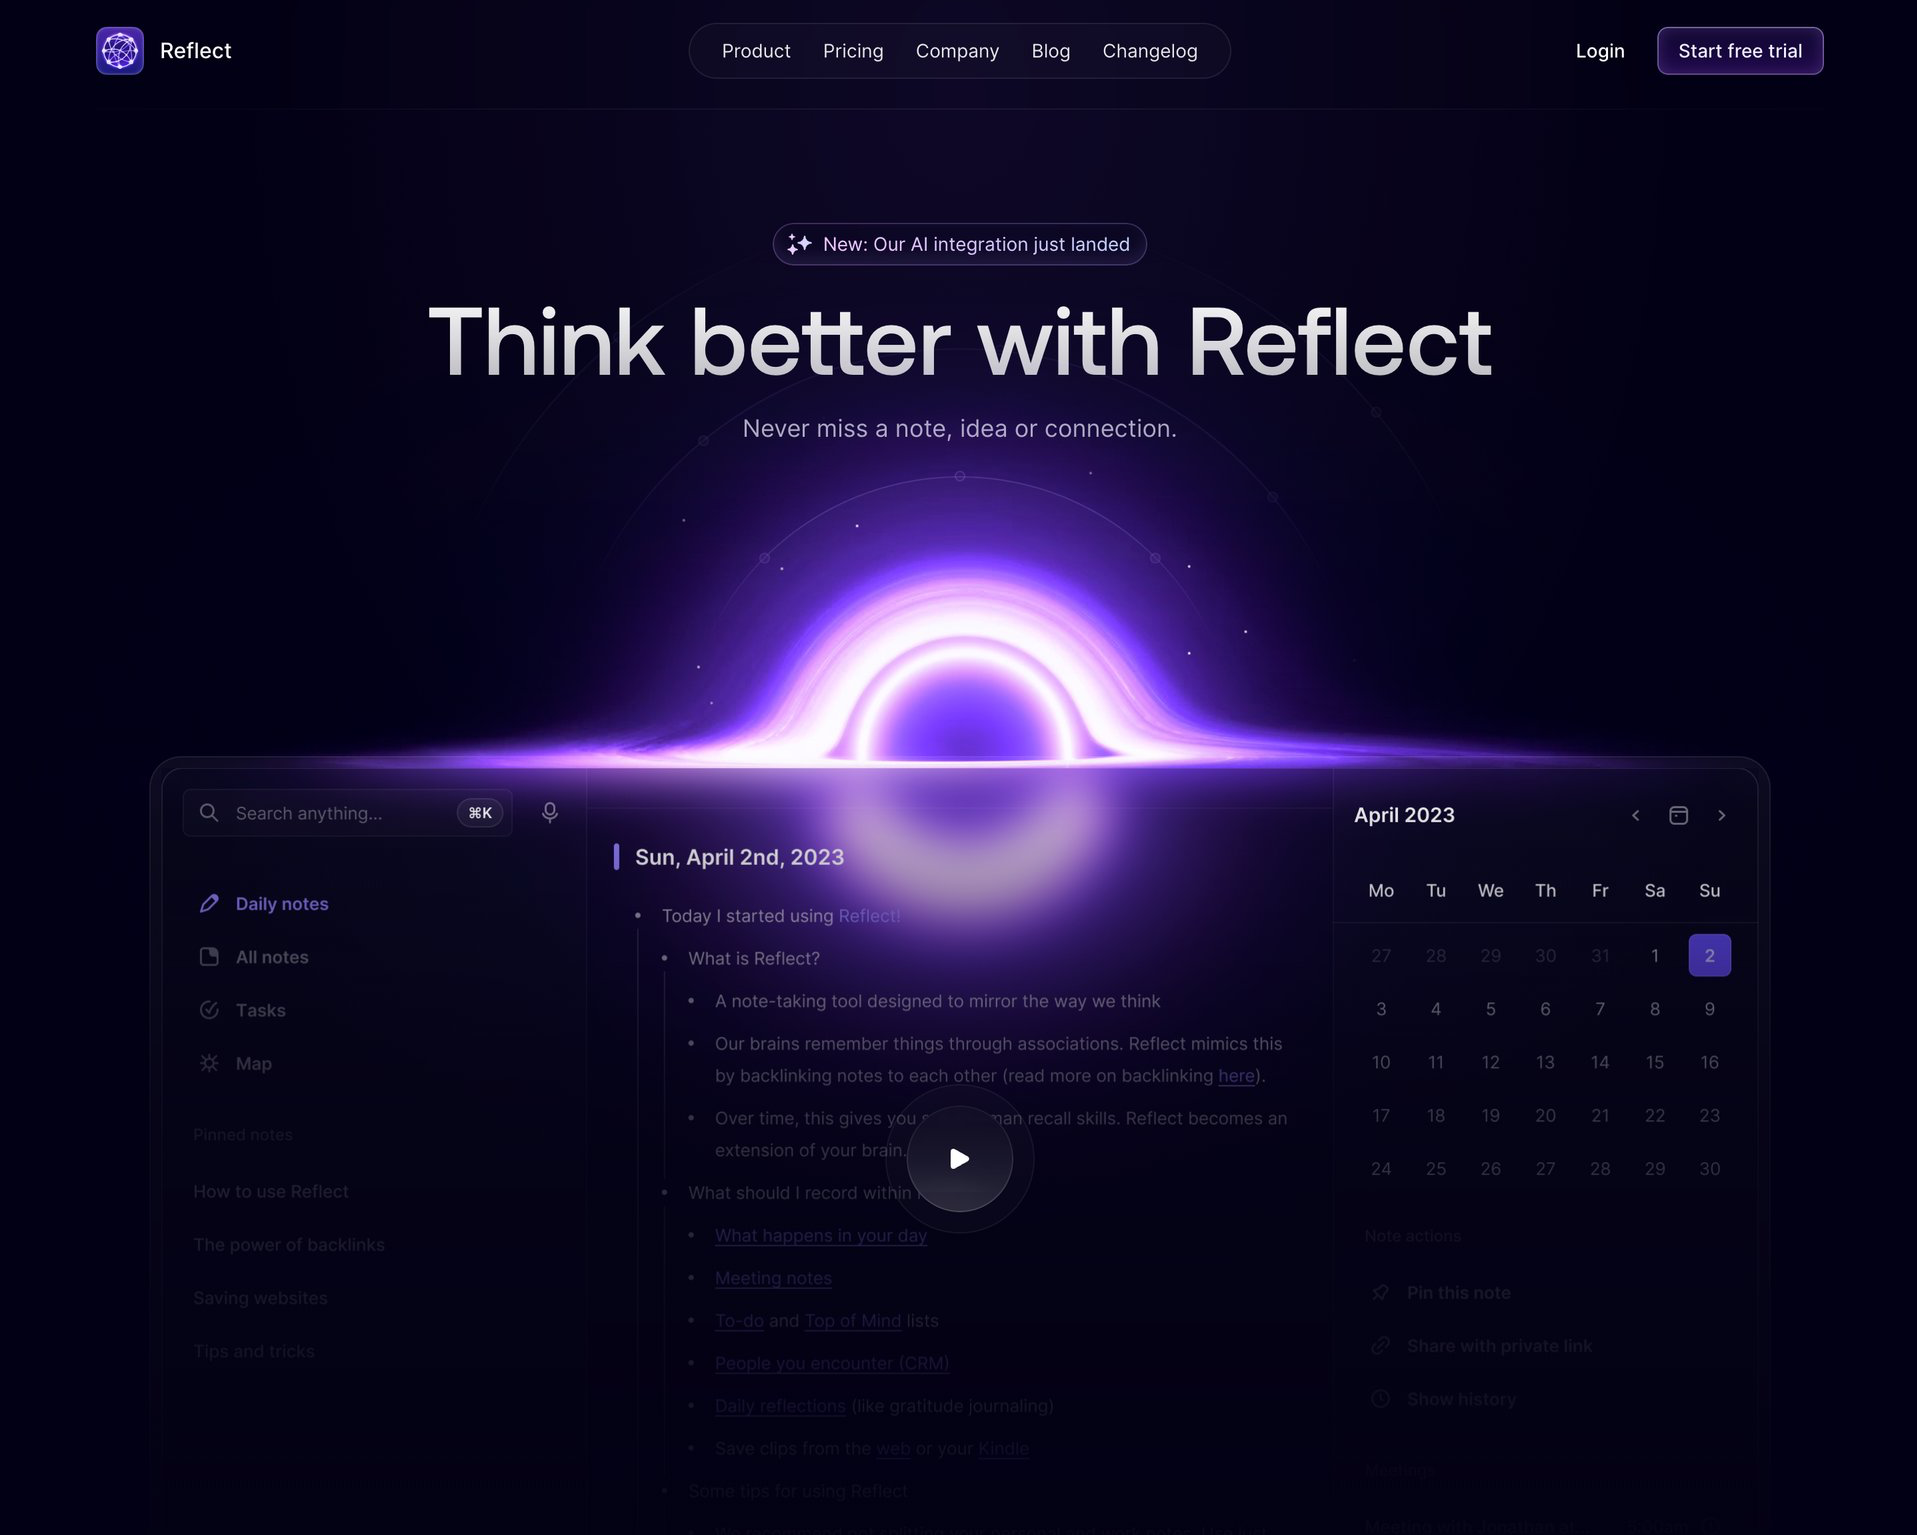 Reflect
Product Pricing Company Blog Changelog
Login
Start free trial
New: Our AI integration just landed
Think better with Reflect
Never miss a note, idea or connection.
Search anything...
⌘K
Daily notes
All notes
Tasks
Map
Pinned notes
How to use Reflect
The power of backlinks
Saving websites
Tips and tricks
Sun, April 2nd, 2023
Today I started using Reflect!
What is Reflect?
A note-taking tool designed to mirror the way we think
Our brains remember things through associations. Reflect mimics this
by backlinking notes to each other (read more on backlinking here).
Over time, this gives you recall skills. Reflect becomes an
extension of your brain.
What should I record within
What happens in your day
Meeting notes
To-do and Top of Mind lists
People you encounter (CRM)
Daily reflections (like gratitude journaling)
Save clips from the web or your Kindle
Some tips for using Reflect
April 2023
Mo Tu We Th Fr Sa Su
27 28 29 30 31 1 2
3 4 5 6 7 8 9
10 11 12 13 14 15 16
17 18 19 20 21 22 23
24 25 26 27 28 29 30
Note actions
Pin this note
Share with private link
Show history
Meetings